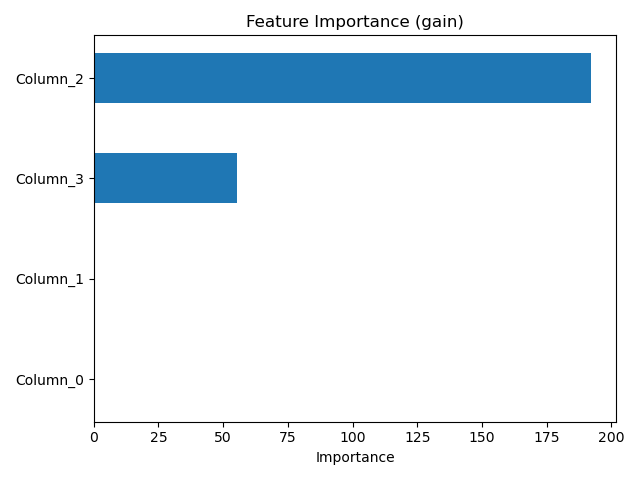 Feature Importance (gain)
Column_2
Column_3
Column_1
Column_0
0 25 50 75 100 125 150 175 200
Importance